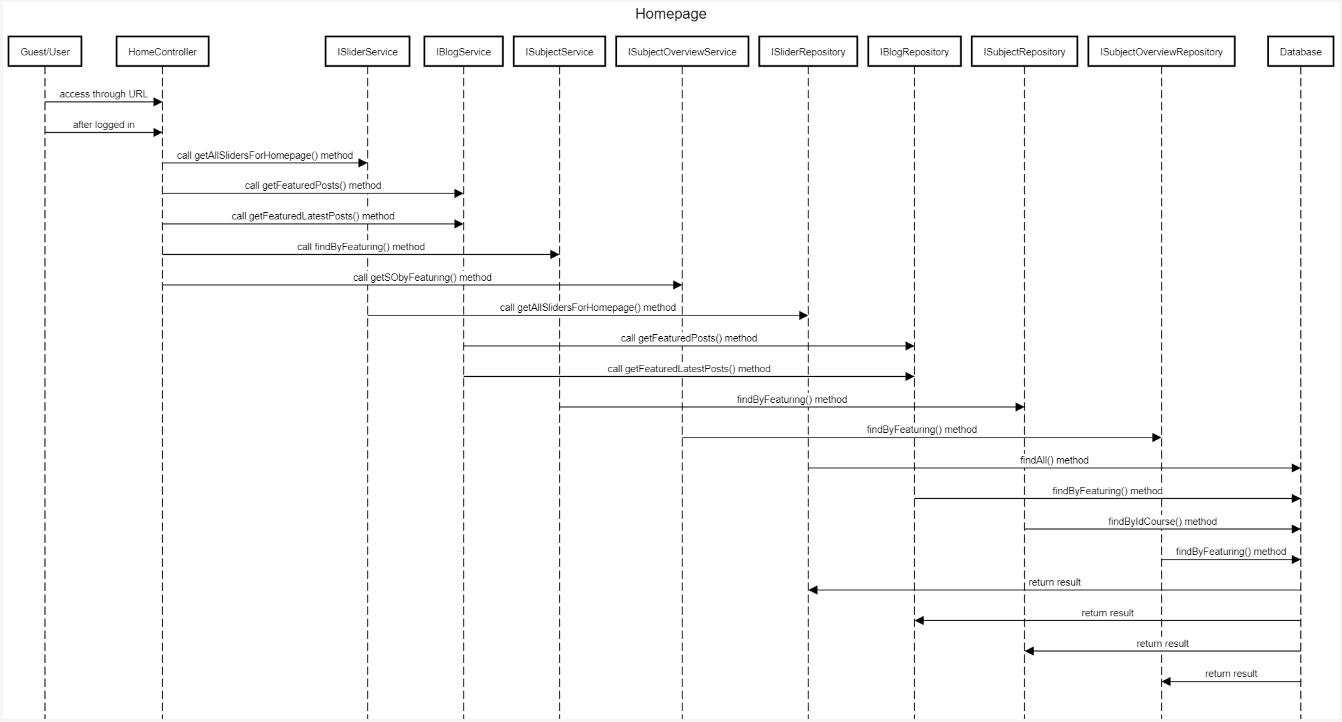 Homepage
Guest/User
HomeController
ISliderService
IBlogService
ISubjectService
ISubjectOverviewService
ISliderRepository
IBlogRepository
ISubjectRepository
ISubjectOverviewRepository
Database
access through URL
after logged in
call getAllSlidersForHomepage() method
call getFeaturedPosts() method
call getFeaturedLatestPosts() method
call findByFeaturing() method
call getSObyFeaturing() method
call getAllSlidersForHomepage() method
call getFeaturedPosts() method
call getFeaturedLatestPosts() method
findByFeaturing() method
findByFeaturing() method
findAll() method
findByFeaturing() method
findByIdCourse() method
findByFeaturing() method
return result
return result
return result
return result